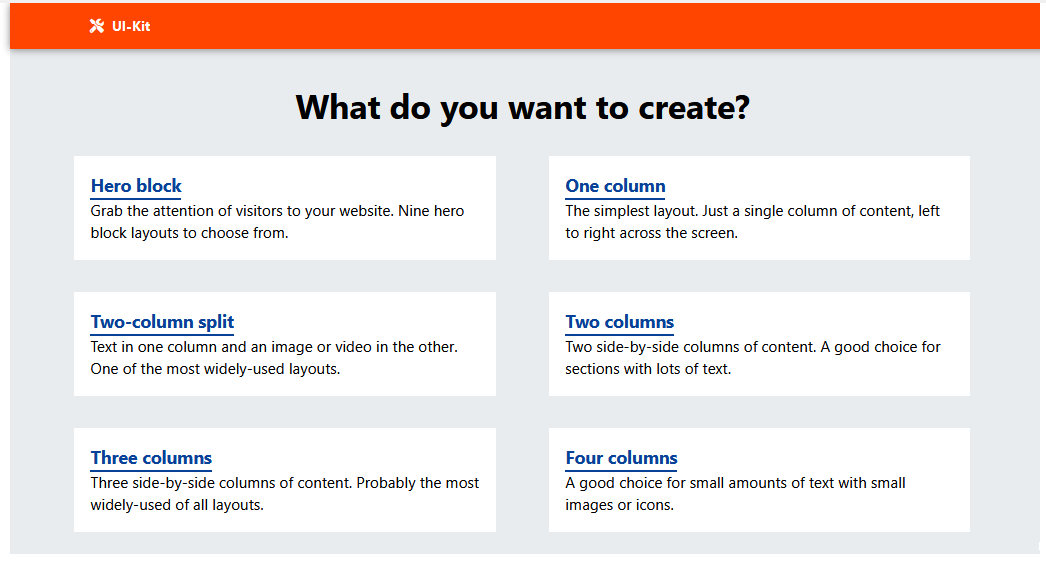 UI-Kit
What do you want to create?
Hero block
Grab the attention of visitors to your website. Nine hero
block layouts to choose from.
One column
The simplest layout. Just a single column of content, left
to right across the screen.
Two-column split
Text in one column and an image or video in the other.
One of the most widely-used layouts.
Two columns
Two side-by-side columns of content. A good choice for
sections with lots of text.
Three columns
Three side-by-side columns of content. Probably the most
widely-used of all layouts.
Four columns
A good choice for small amounts of text with small
images or icons.